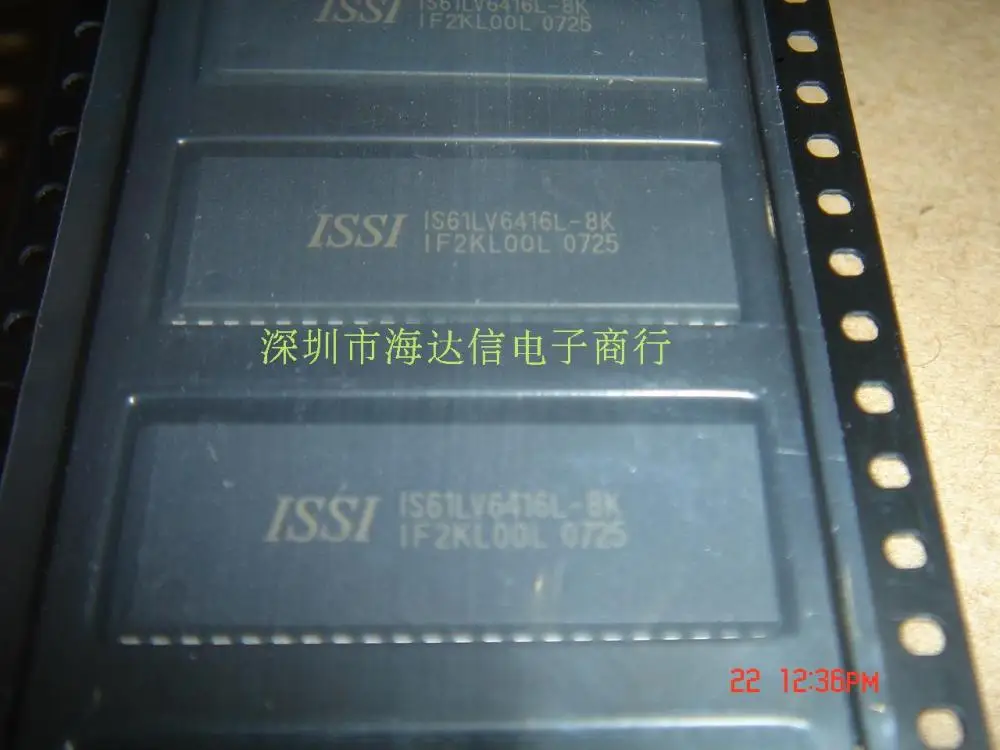 ISSI IS61LV6416L-8K
IF2KL00L 0725
ISSI IS61LV6416L-8K
IF2KL00L 0725
深圳市海达信电子商行
ISSI IS61LV6416L-8K
IF2KL00L 0725
22 12:36PM